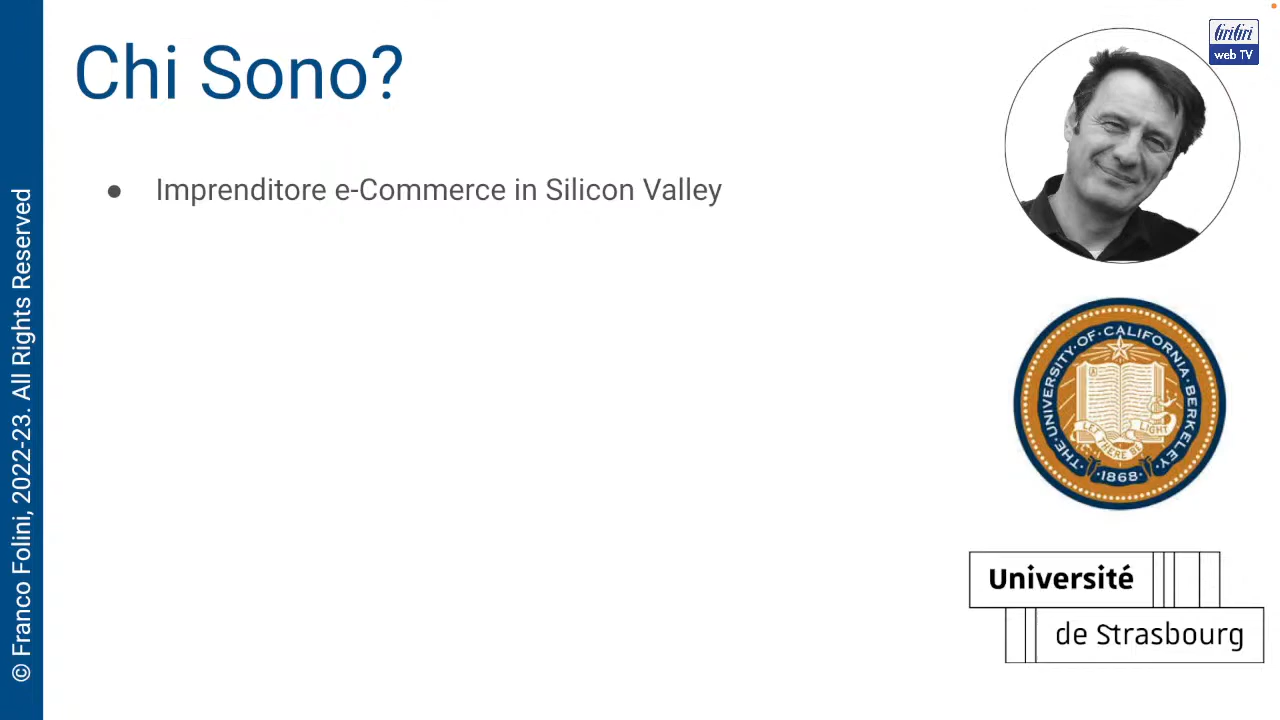 Chi Sono?
● Imprenditore e-Commerce in Silicon Valley
© Franco Folini, 2022-23. All Rights Reserved
GiriGiri
web TV
THE·UNIVERSITY·OF·CALIFORNIA·BERKELEY
LET THERE BE LIGHT
·1868·
Université
de Strasbourg